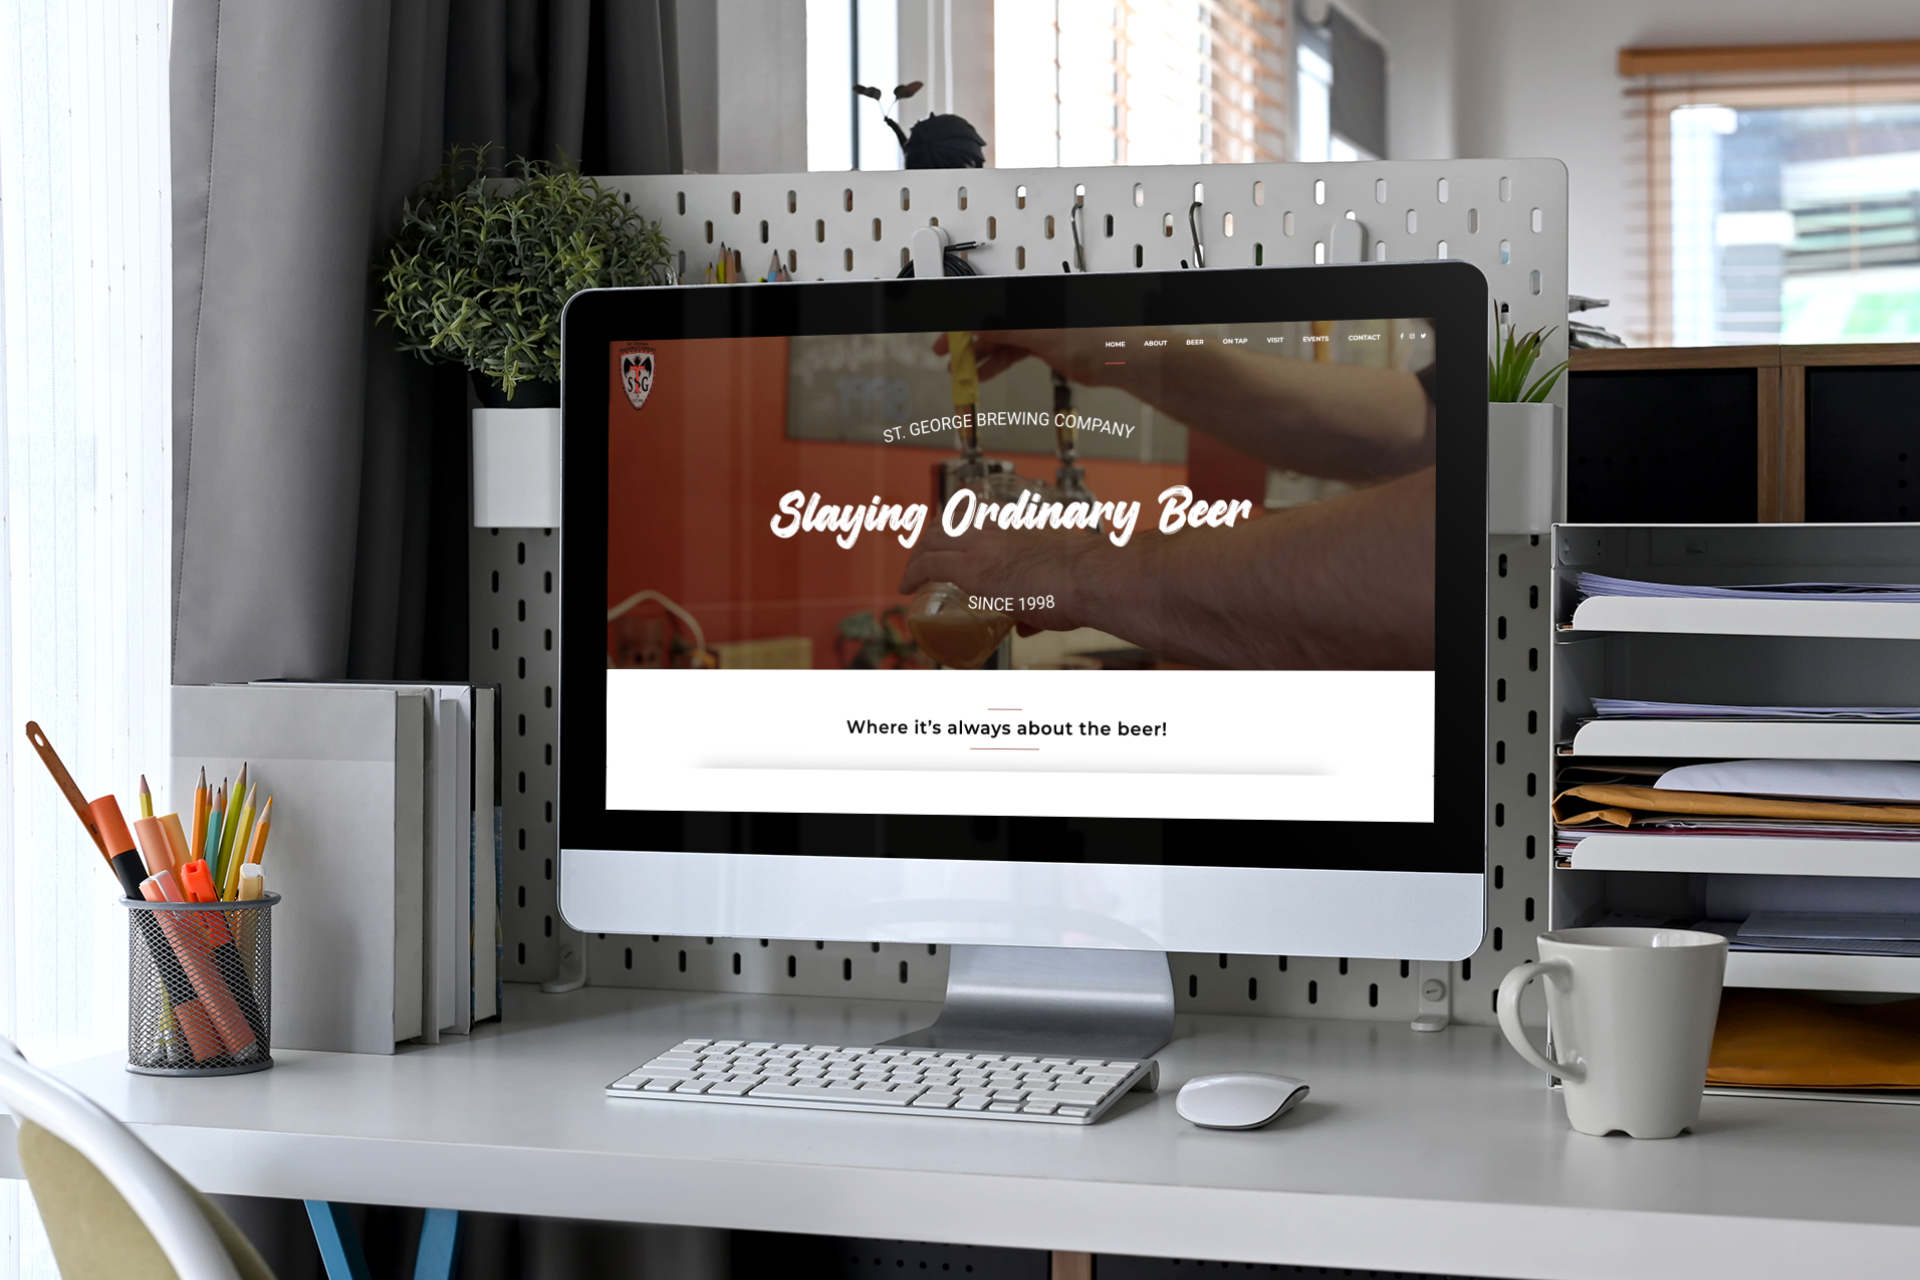 HOME ABOUT BEER ON TAP VISIT EVENTS CONTACT
STG
ST. GEORGE BREWING COMPANY
Slaying Ordinary Beer
SINCE 1998
Where it's always about the beer!